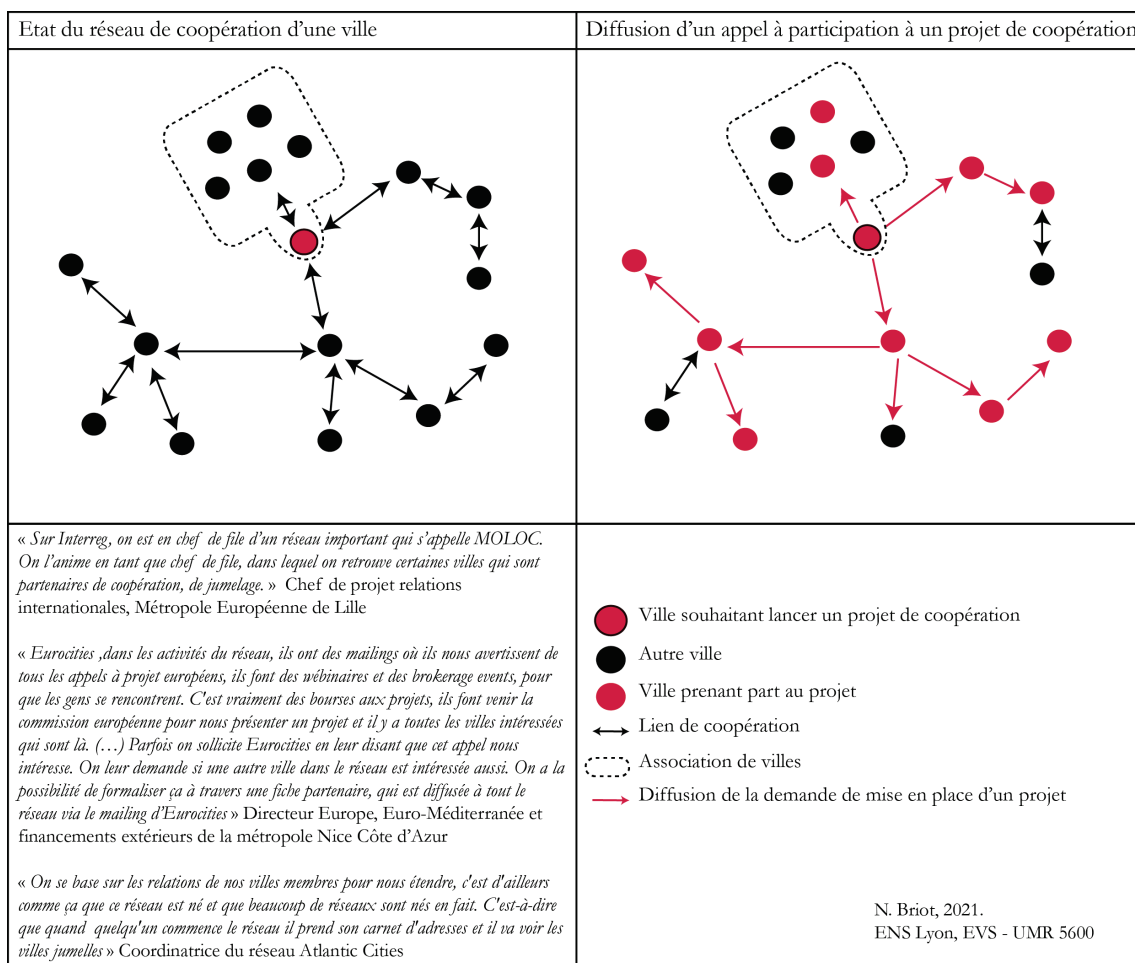 Etat du réseau de coopération d'une ville
Diffusion d'un appel à participation à un projet de coopération
« Sur Interreg, on est en chef de file d'un réseau important qui s'appelle MOLOC.
On l'anime en tant que chef de file, dans lequel on retrouve certaines villes qui sont
partenaires de coopération, de jumelage. » Chef de projet relations
internationales, Métropole Européenne de Lille
« Eurocities ,dans les activités du réseau, ils ont des mailings où ils nous avertissent de
tous les appels à projet européens, ils font des wébinaires et des brokerage events, pour
que les gens se rencontrent. C'est vraiment des bourses aux projets, ils font venir la
commission européenne pour nous présenter un projet et il y a toutes les villes intéressées
qui sont là. (…) Parfois on sollicite Eurocities en leur disant que cet appel nous
intéresse. On leur demande si une autre ville dans le réseau est intéressée aussi. On a la
possibilité de formaliser ça à travers une fiche partenaire, qui est diffusée à tout le
réseau via le mailing d'Eurocities » Directeur Europe, Euro-Méditerranée et
financements extérieurs de la métropole Nice Côte d'Azur
« On se base sur les relations de nos villes membres pour nous étendre, c'est d'ailleurs
comme ça que ce réseau est né et que beaucoup de réseaux sont nés en fait. C'est-à-dire
que quand quelqu'un commence le réseau il prend son carnet d'adresses et il va voir les
villes jumelles » Coordinatrice du réseau Atlantic Cities
Ville souhaitant lancer un projet de coopération
Autre ville
Ville prenant part au projet
Lien de coopération
Association de villes
Diffusion de la demande de mise en place d'un projet
N. Briot, 2021.
ENS Lyon, EVS - UMR 5600